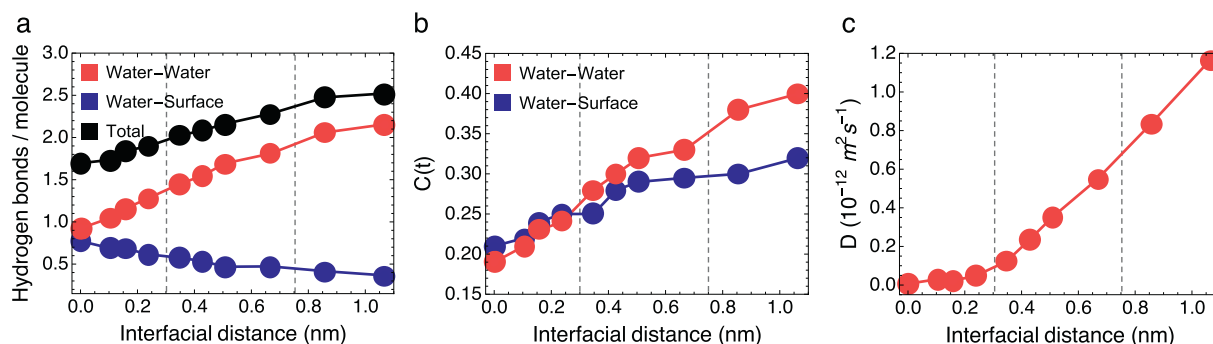 a
Hydrogen bonds / molecule
3.0
2.5
2.0
1.5
1.0
0.5
Water–Water
Water–Surface
Total
0.0 0.2 0.4 0.6 0.8 1.0
Interfacial distance (nm)
b
C(t)
0.45
0.40
0.35
0.30
0.25
0.20
0.15
Water–Water
Water–Surface
0.0 0.2 0.4 0.6 0.8 1.0
Interfacial distance (nm)
c
D (10⁻¹² m² s⁻¹)
1.2
1.0
0.8
0.6
0.4
0.2
0.0
0.0 0.2 0.4 0.6 0.8 1.0
Interfacial distance (nm)